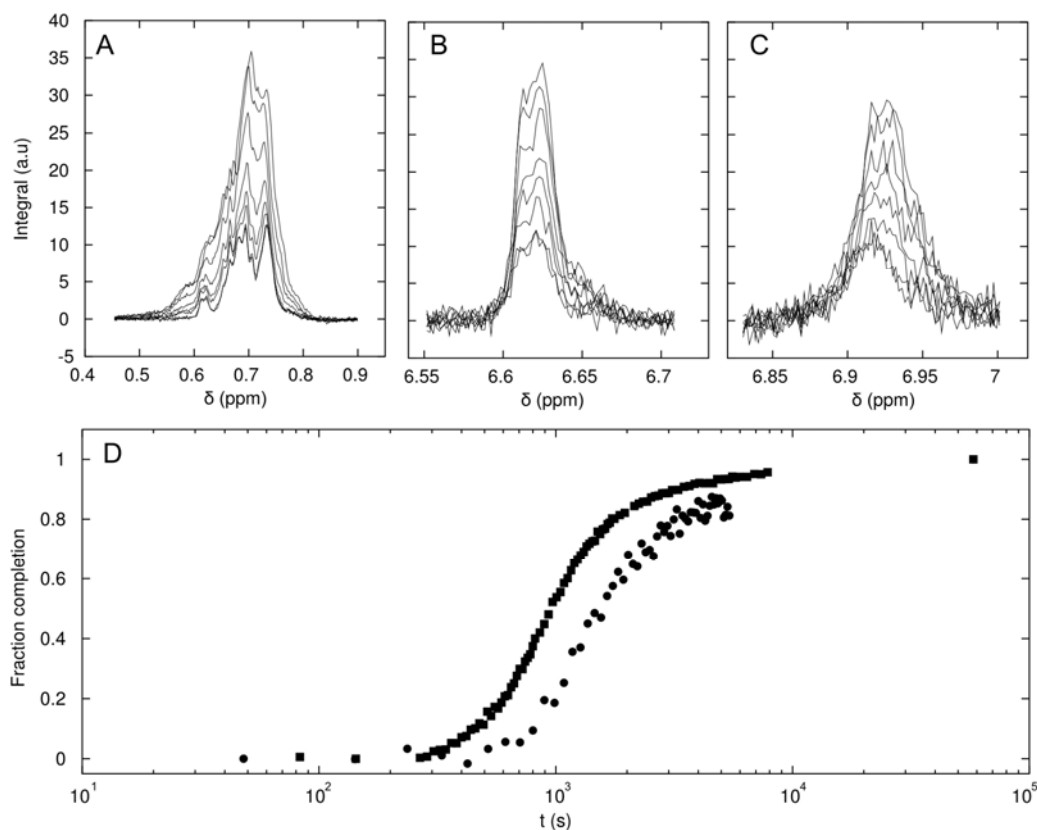 A
B
C
Integral (a.u)
40
35
30
25
20
15
10
5
0
-5
0.4 0.5 0.6 0.7 0.8 0.9
6.55 6.6 6.65 6.7
6.85 6.9 6.95 7
δ (ppm) δ (ppm) δ (ppm)
D
Fraction completion
1
0.8
0.6
0.4
0.2
0
10¹ 10² 10³ 10⁴ 10⁵
t (s)